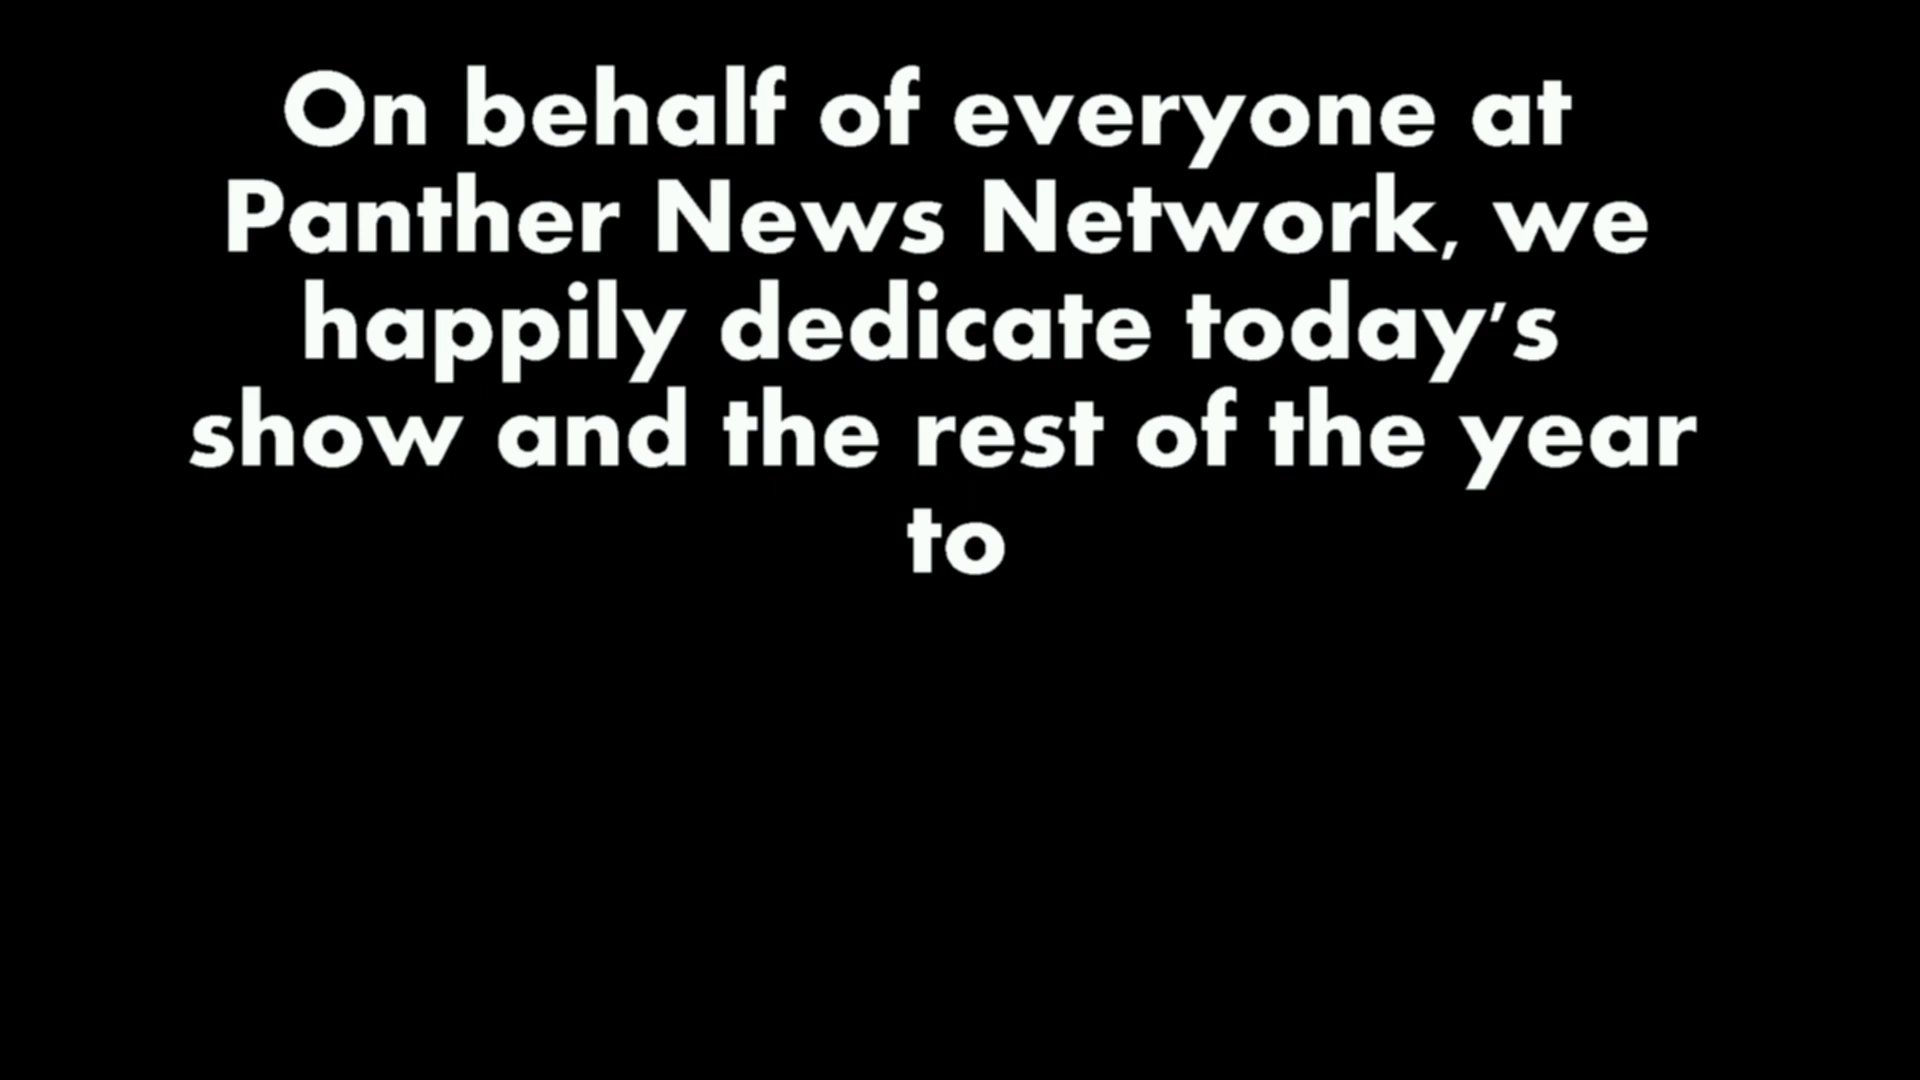 On behalf of everyone at
Panther News Network, we
happily dedicate today's
show and the rest of the year
to